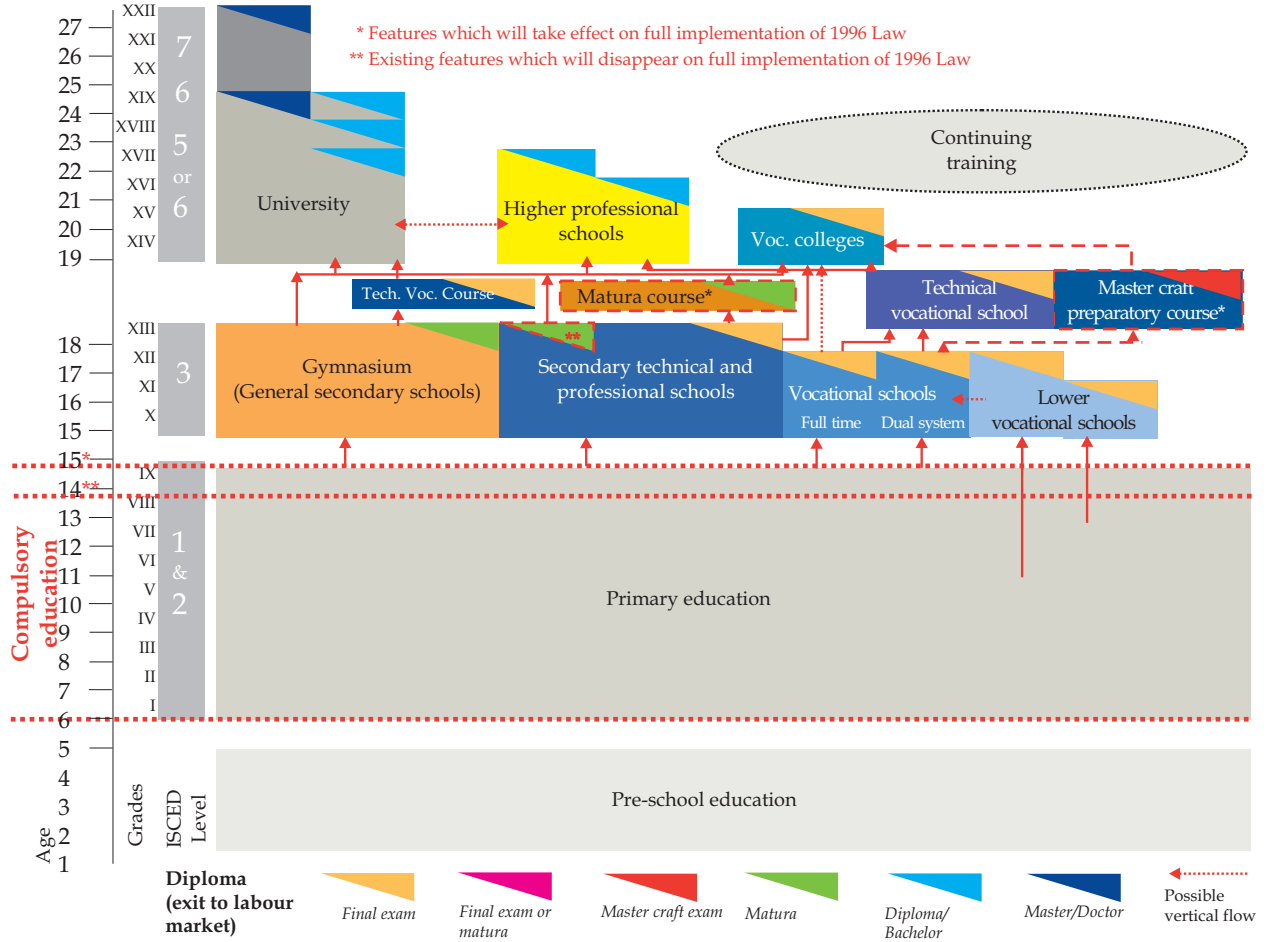 * Features which will take effect on full implementation of 1996 Law
** Existing features which will disappear on full implementation of 1996 Law
27
26
25
24
23
22
21
20
19
18
17
16
15
15*
14**
13
12
11
10
9
8
7
6
5
4
3
2
1
Age
Compulsory
education
XXII
XXI
XX
XIX
XVIII
XVII
XVI
XV
XIV
XIII
XII
XI
X
IX
VIII
VII
VI
V
IV
III
II
I
Grades
7
6
5
or
6
3
1
&
2
ISCED
Level
University
Higher professional
schools
Continuing
training
Voc. colleges
Tech. Voc. Course
Matura course*
Technical
vocational school
Master craft
preparatory course*
Gymnasium
(General secondary schools)
**
Secondary technical and
professional schools
Vocational schools
Full time
Dual system
Lower
vocational schools
Primary education
Pre-school education
Diploma
(exit to labour
market)
Final exam
Final exam or
matura
Master craft exam
Matura
Diploma/
Bachelor
Master/Doctor
Possible
vertical flow